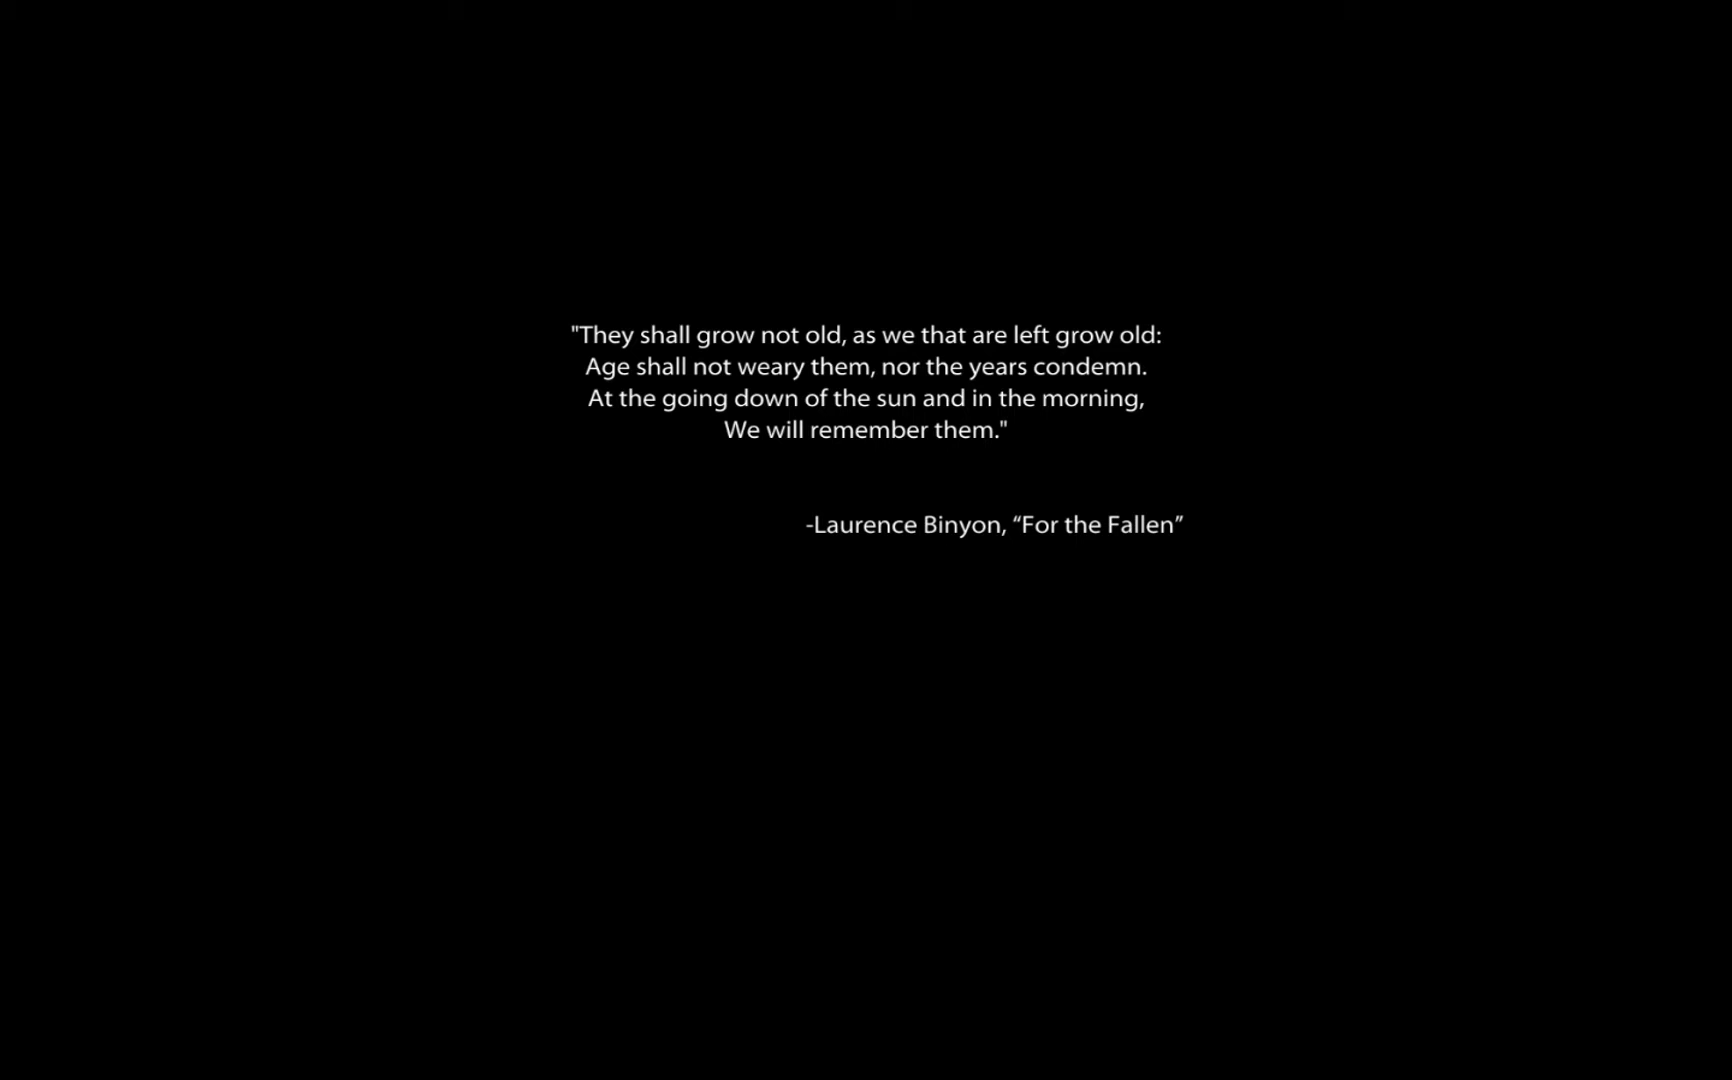 "They shall grow not old, as we that are left grow old:
Age shall not weary them, nor the years condemn.
At the going down of the sun and in the morning,
We will remember them."
-Laurence Binyon, “For the Fallen”